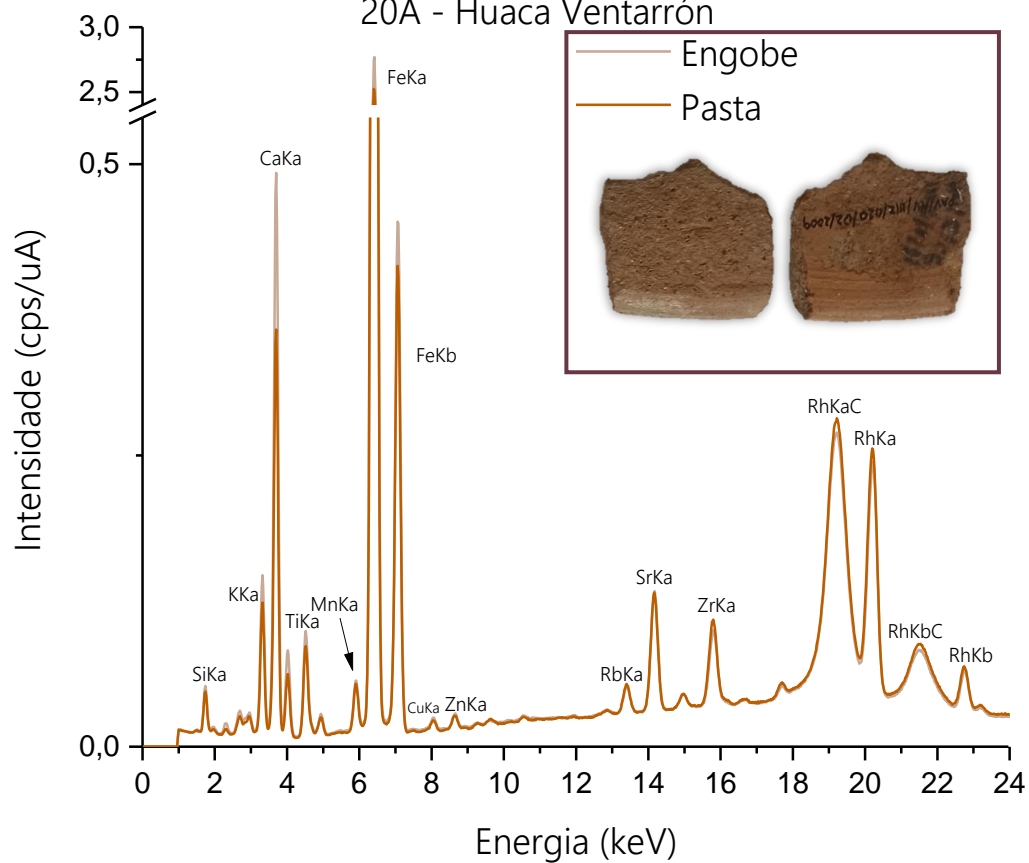 20A - Huaca Ventarrón
3,0
2,5
0,5
0,0
Intensidade (cps/uA)
Engobe
Pasta
FeKa
CaKa
FeKb
KKa
TiKa
MnKa
SiKa
CuKa
ZnKa
RbKa
SrKa
ZrKa
RhKaC
RhKa
RhKbC
RhKb
0 2 4 6 8 10 12 14 16 18 20 22 24
Energia (keV)